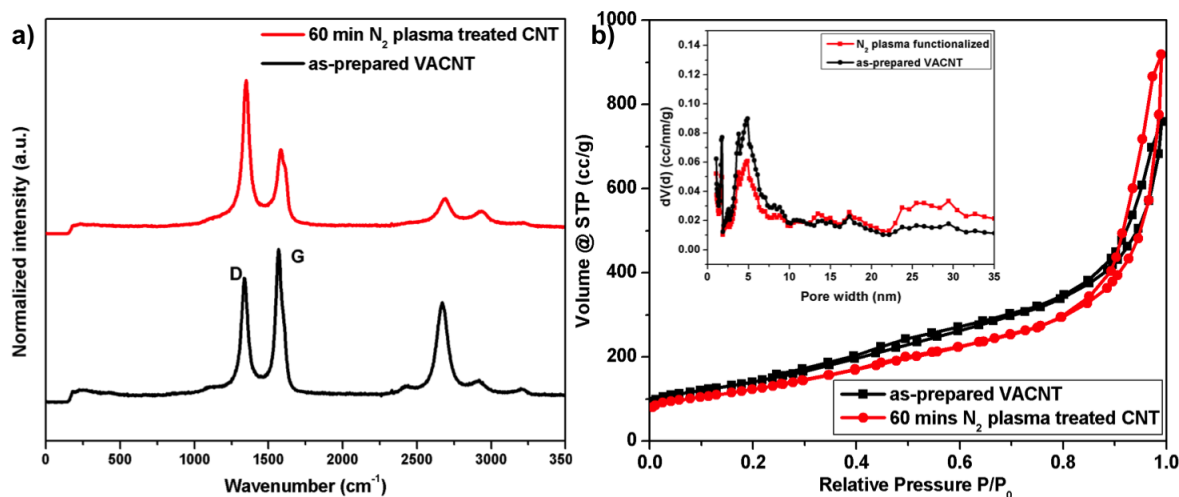 a)
60 min N₂ plasma treated CNT
as-prepared VACNT
Normalized intensity (a.u.)
D
G
0 500 1000 1500 2000 2500 3000 3500
Wavenumber (cm⁻¹)
b)
1000
800
600
400
200
0
Volume @ STP (cc/g)
0.14
0.12
0.10
0.08
0.06
0.04
0.02
0.00
dV(d) (cc/nm/g)
N₂ plasma functionalized
as-prepared VACNT
0 5 10 15 20 25 30 35
Pore width (nm)
as-prepared VACNT
60 mins N₂ plasma treated CNT
0.0 0.2 0.4 0.6 0.8 1.0
Relative Pressure P/P₀